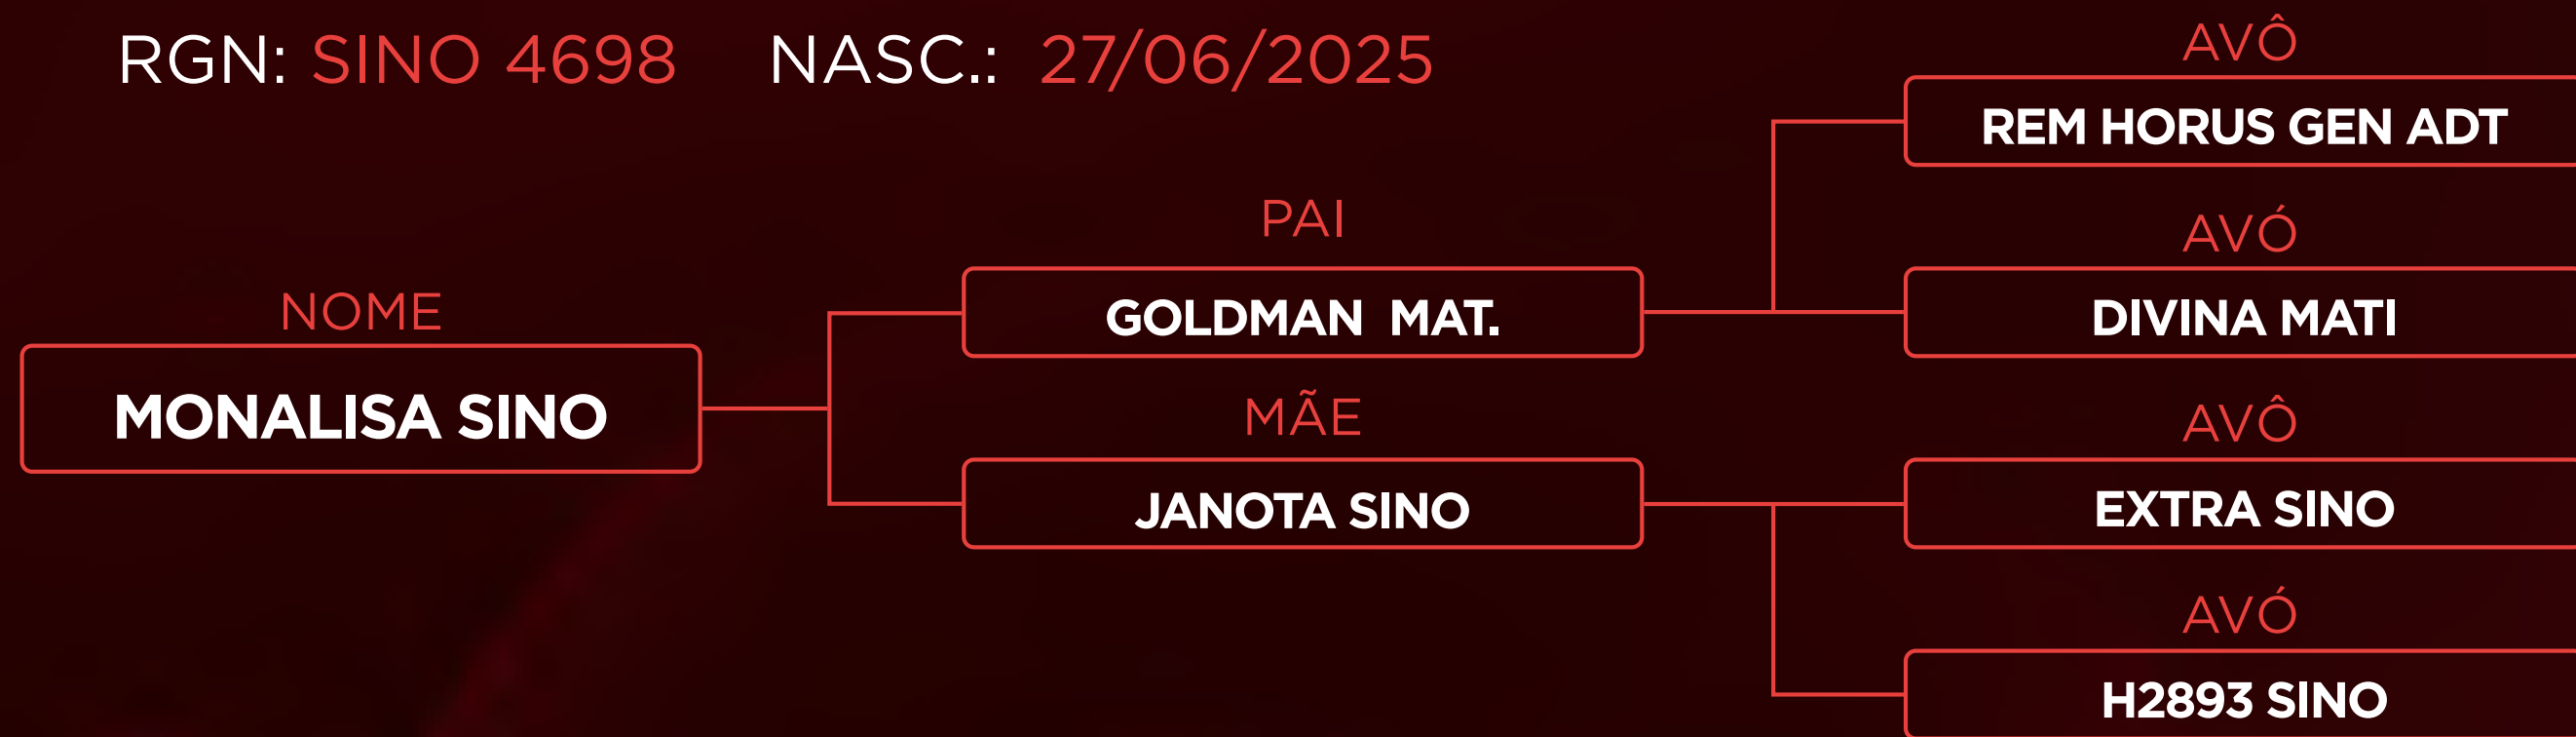 RGN: SINO 4698 NASC.: 27/06/2025
NOME
MONALISA SINO
PAI
GOLDMAN MAT.
MÃE
JANOTA SINO
AVÔ
REM HORUS GEN ADT
AVÓ
DIVINA MATI
AVÔ
EXTRA SINO
AVÓ
H2893 SINO